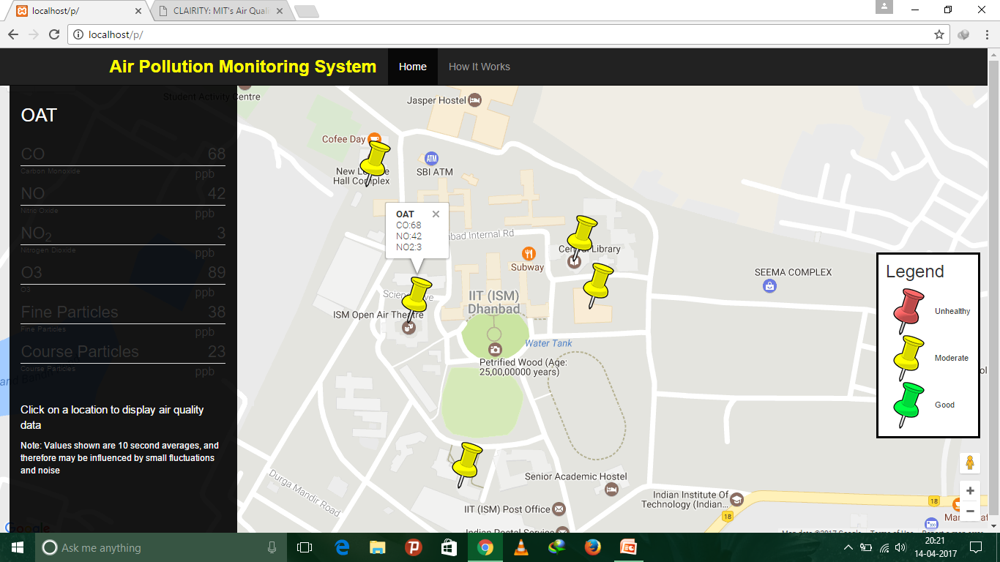 localhost/p/
CLAIRITY: MIT's Air Quali
localhost/p/
Air Pollution Monitoring System
Home
How It Works
Student Activity Centre
OAT
CO 68
Carbon Monoxide ppb
NO 42
Nitric Oxide ppb
NO2 3
Nitrogen Dioxide ppb
O3 89
O3 ppb
Fine Particles 38
Fine Particles ppb
Course Particles 23
Course Particles ppb
Click on a location to display air quality
data
Note: Values shown are 10 second averages, and
therefore may be influenced by small fluctuations
and noise
Google
Jasper Hostel
Cofee Day
ATM
SBI ATM
New
Hall Complex
OAT
CO:68
NO:42
NO2:3
Internal Rd
Central Library
Subway
SEEMA COMPLEX
IIT (ISM)
Dhanbad
ISM Open Air Theatre
Water Tank
Petrified Wood (Age:
25,00,00000 years)
Legend
Unhealthy
Moderate
Good
Durga Mandir Road
Senior Academic Hostel
Indian Institute Of
Technology (Indian...
IIT (ISM) Post Office
Indian Postal Service
18
18
Map data ©2017 Google
Terms of Use
Ask me anything
20:21
14-04-2017